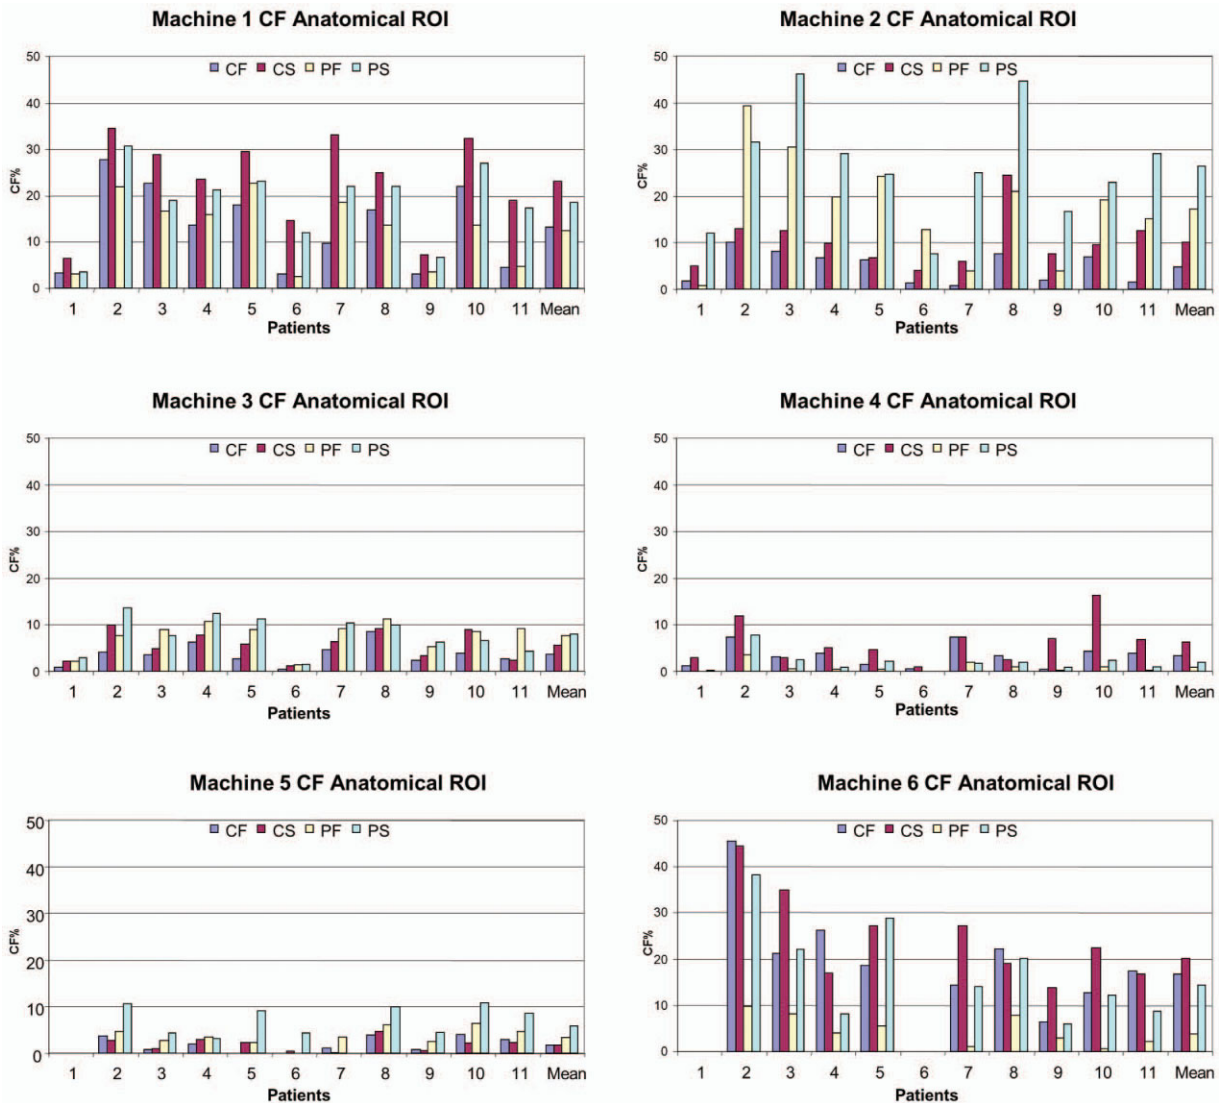 Machine 1 CF Anatomical ROI
50
40
30
20
10
0
CF%
CF CS PF PS
1 2 3 4 5 6 7 8 9 10 11 Mean
Patients
Machine 2 CF Anatomical ROI
50
40
30
20
10
0
CF%
CF CS PF PS
1 2 3 4 5 6 7 8 9 10 11 Mean
Patients
Machine 3 CF Anatomical ROI
50
40
30
20
10
0
CF%
CF CS PF PS
1 2 3 4 5 6 7 8 9 10 11 Mean
Patients
Machine 4 CF Anatomical ROI
50
40
30
20
10
0
CF%
CF CS PF PS
1 2 3 4 5 6 7 8 9 10 11 Mean
Patients
Machine 5 CF Anatomical ROI
50
40
30
20
10
0
CF%
CF CS PF PS
1 2 3 4 5 6 7 8 9 10 11 Mean
Patients
Machine 6 CF Anatomical ROI
50
40
30
20
10
0
CF%
CF CS PF PS
1 2 3 4 5 6 7 8 9 10 11 Mean
Patients